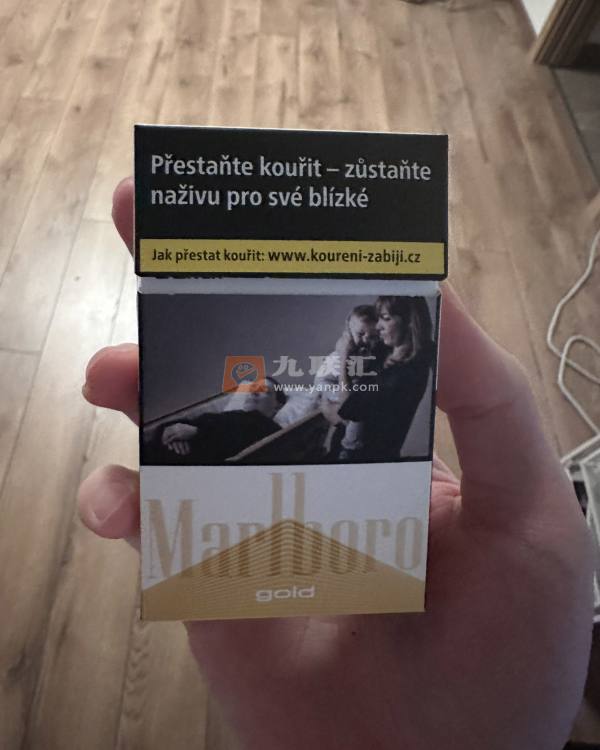 Přestaňte kouřit – zůstaňte
naživu pro své blízké
Jak přestat kouřit: www.koureni-zabiji.cz
九联汇
www.yanpk.com
Marlboro
gold